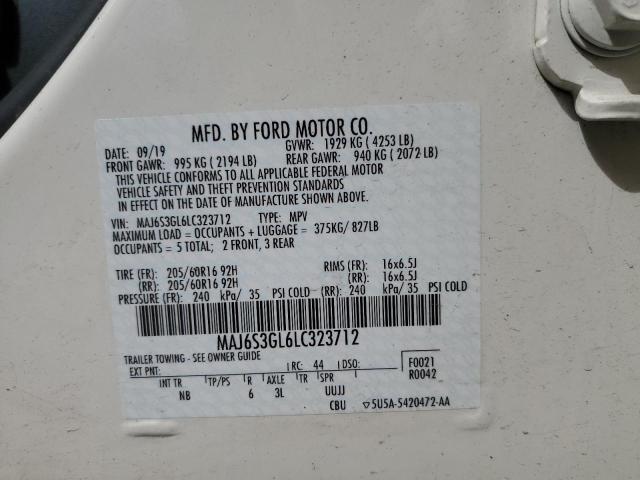 MFD. BY FORD MOTOR CO.
DATE: 09/19 GVWR: 1929 KG ( 4253 LB)
FRONT GAWR: 995 KG ( 2194 LB) REAR GAWR: 940 KG ( 2072 LB)
THIS VEHICLE CONFORMS TO ALL APPLICABLE FEDERAL MOTOR
VEHICLE SAFETY AND THEFT PREVENTION STANDARDS
IN EFFECT ON THE DATE OF MANUFACTURE SHOWN ABOVE.
VIN: MAJ6S3GL6LC323712 TYPE: MPV
MAXIMUM LOAD = OCCUPANTS + LUGGAGE = 375KG/ 827LB
OCCUPANTS = 5 TOTAL; 2 FRONT, 3 REAR
TIRE (FR): 205/60R16 92H RIMS (FR): 16x6.5J
(RR): 205/60R16 92H (RR): 16x6.5J
PRESSURE (FR): 240 kPa/ 35 PSI COLD (RR): 240 kPa/ 35 PSI COLD
MAJ6S3GL6LC323712
TRAILER TOWING - SEE OWNER GUIDE
EXT PNT: RC: 44 DSO: F0021
R0042
INT TR TP/PS R AXLE TR SPR
NB 6 3L UUJJ
CBU ▽5U5A-5420472-AA